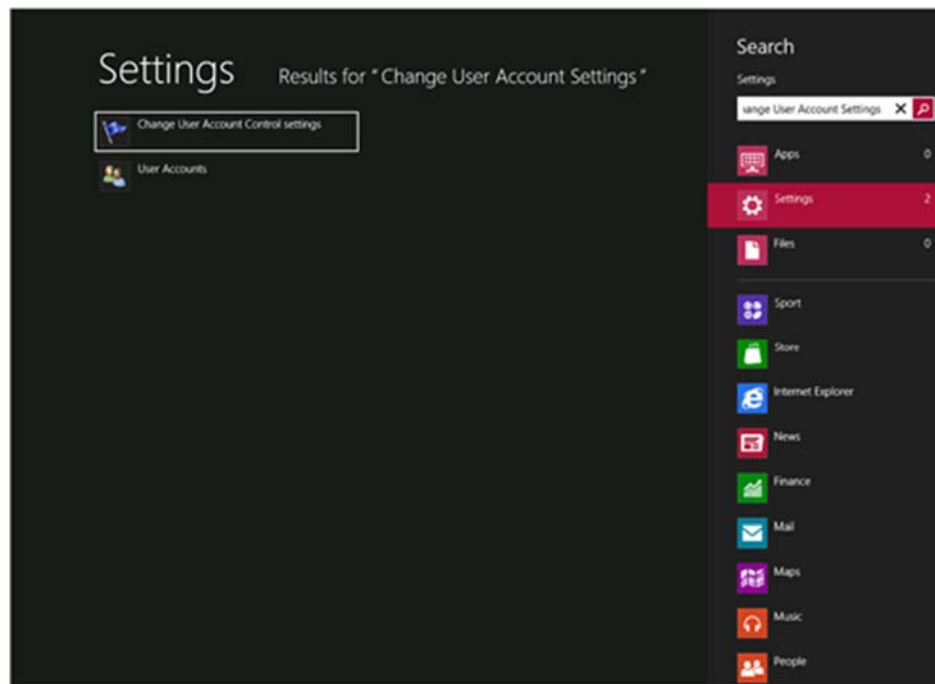 Settings
Results for "Change User Account Settings"
Change User Account Control settings
User Accounts
Search
Settings
ange User Account Settings
Apps 0
Settings 2
Files 0
Sport
Store
Internet Explorer
News
Finance
Mail
Maps
Music
People